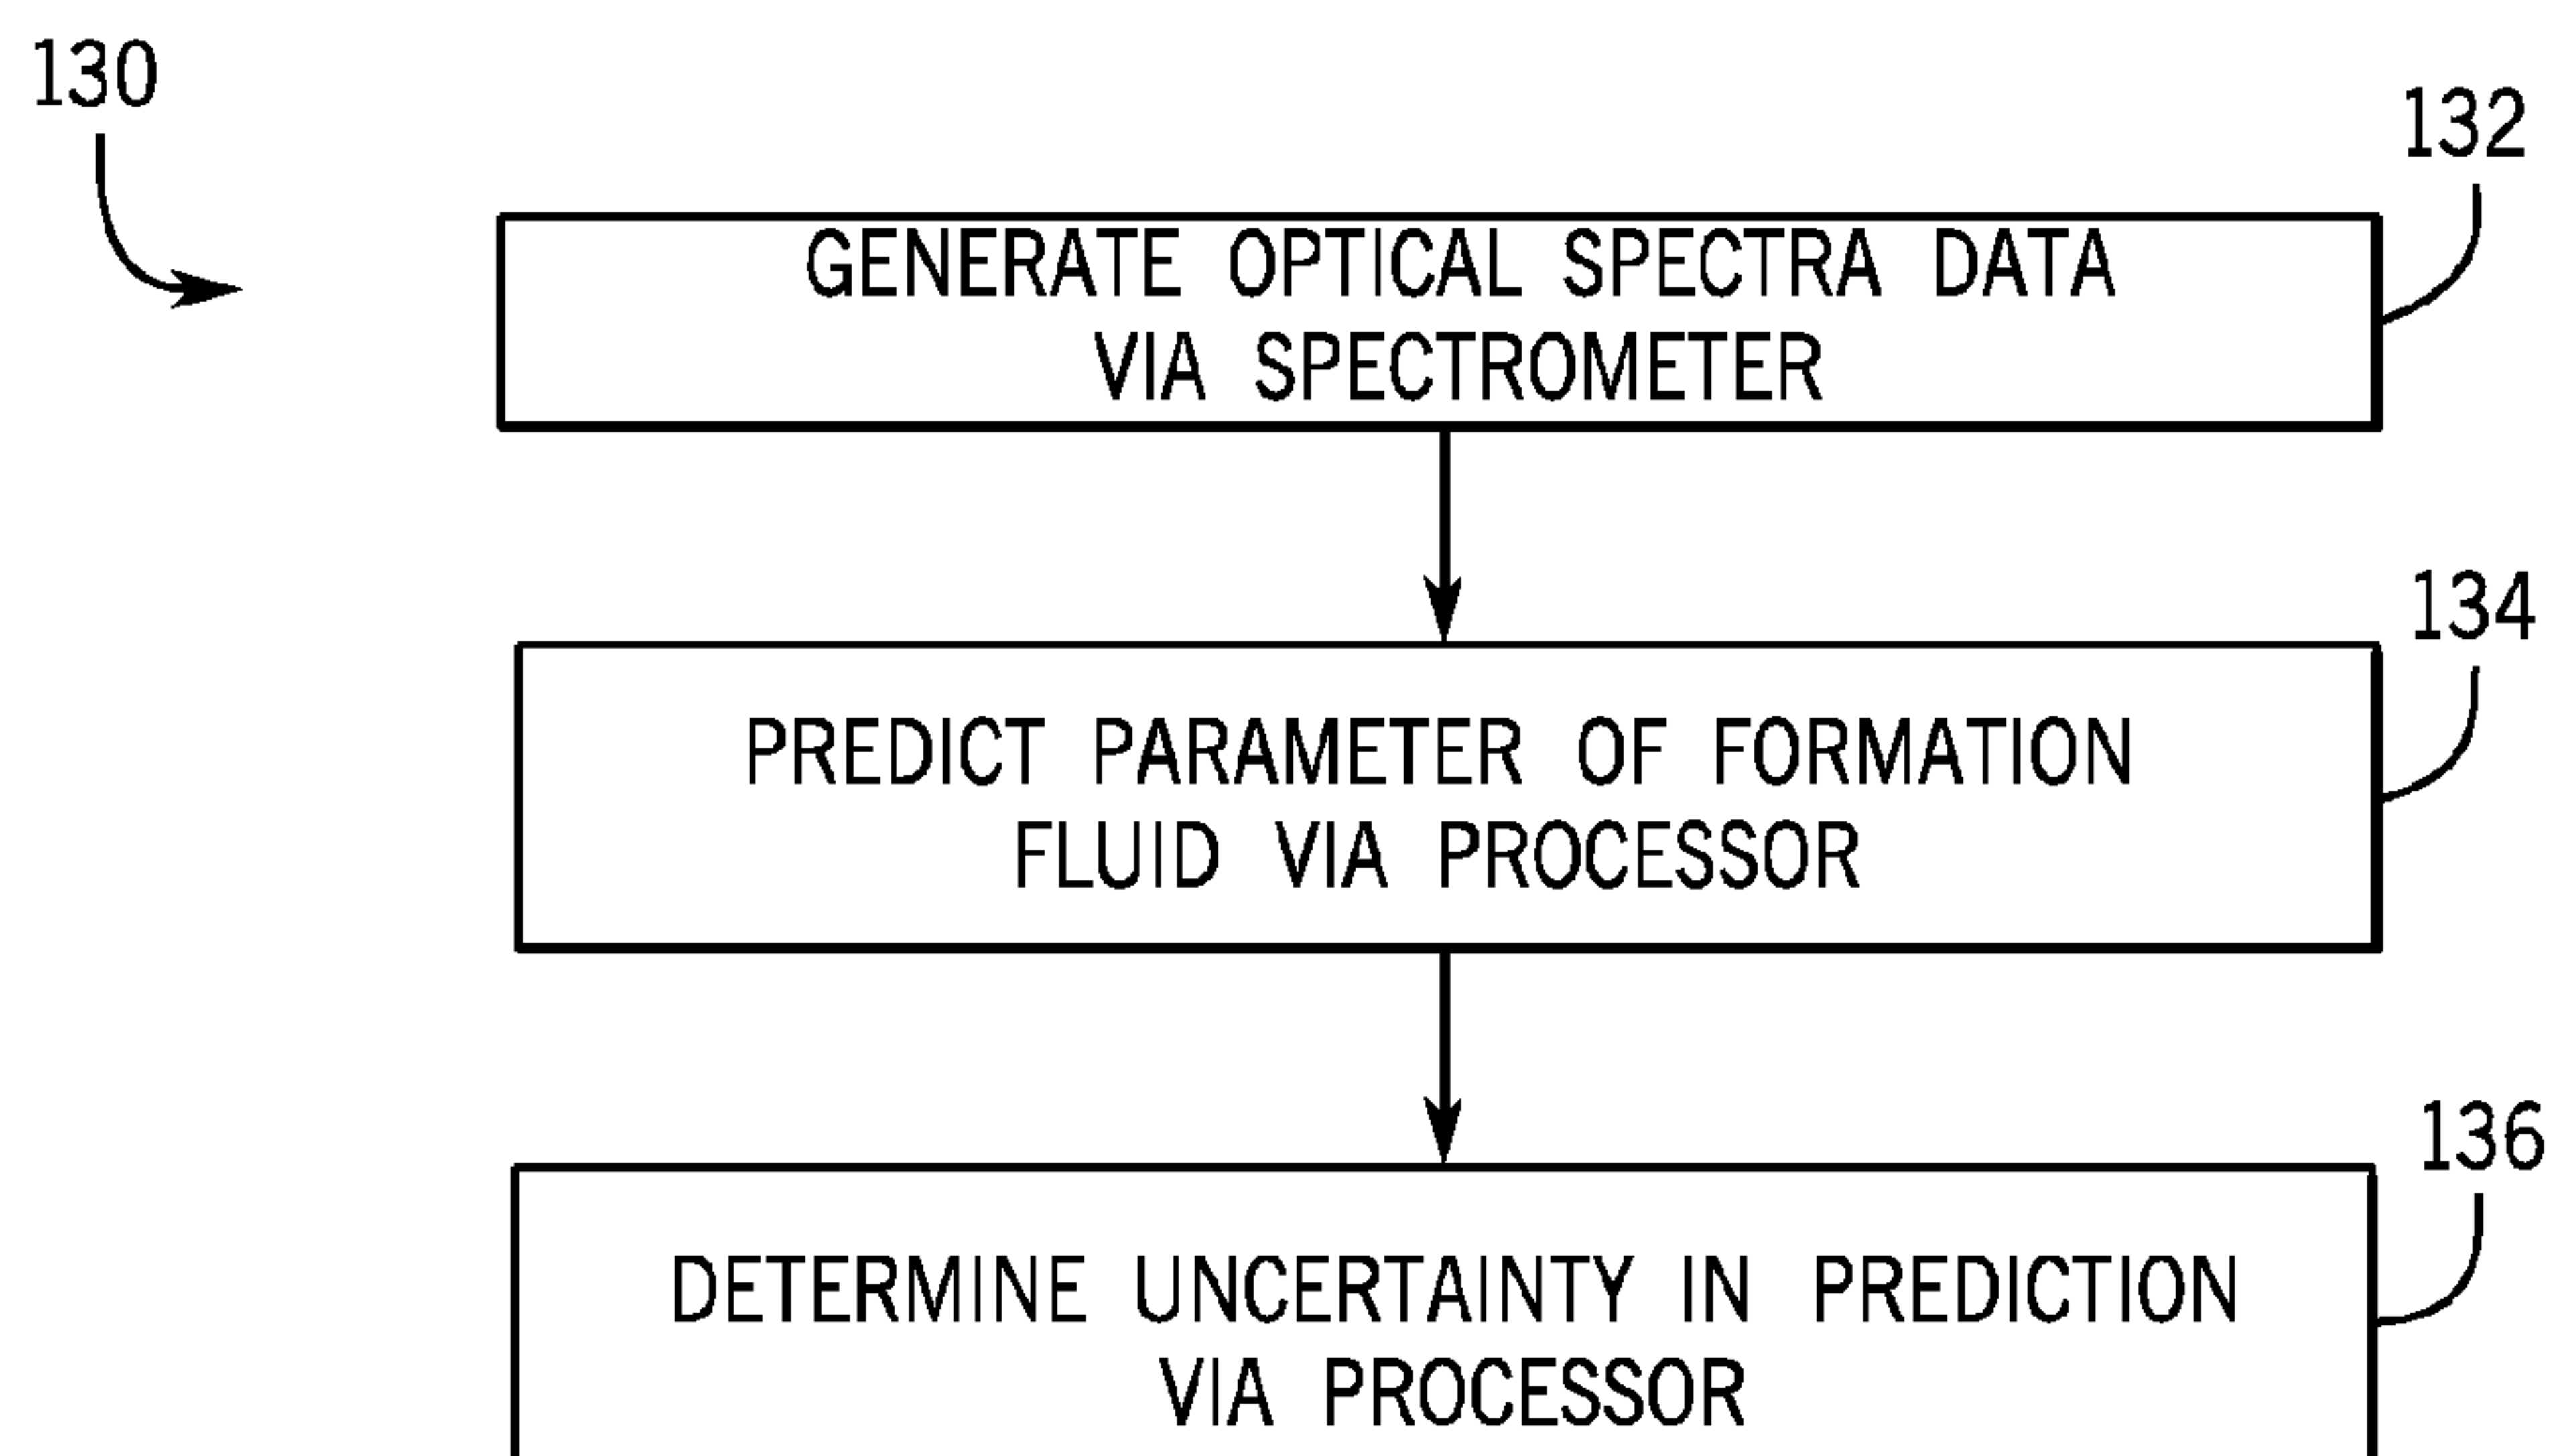 130
132
GENERATE OPTICAL SPECTRA DATA
VIA SPECTROMETER
134
PREDICT PARAMETER OF FORMATION
FLUID VIA PROCESSOR
136
DETERMINE UNCERTAINTY IN PREDICTION
VIA PROCESSOR